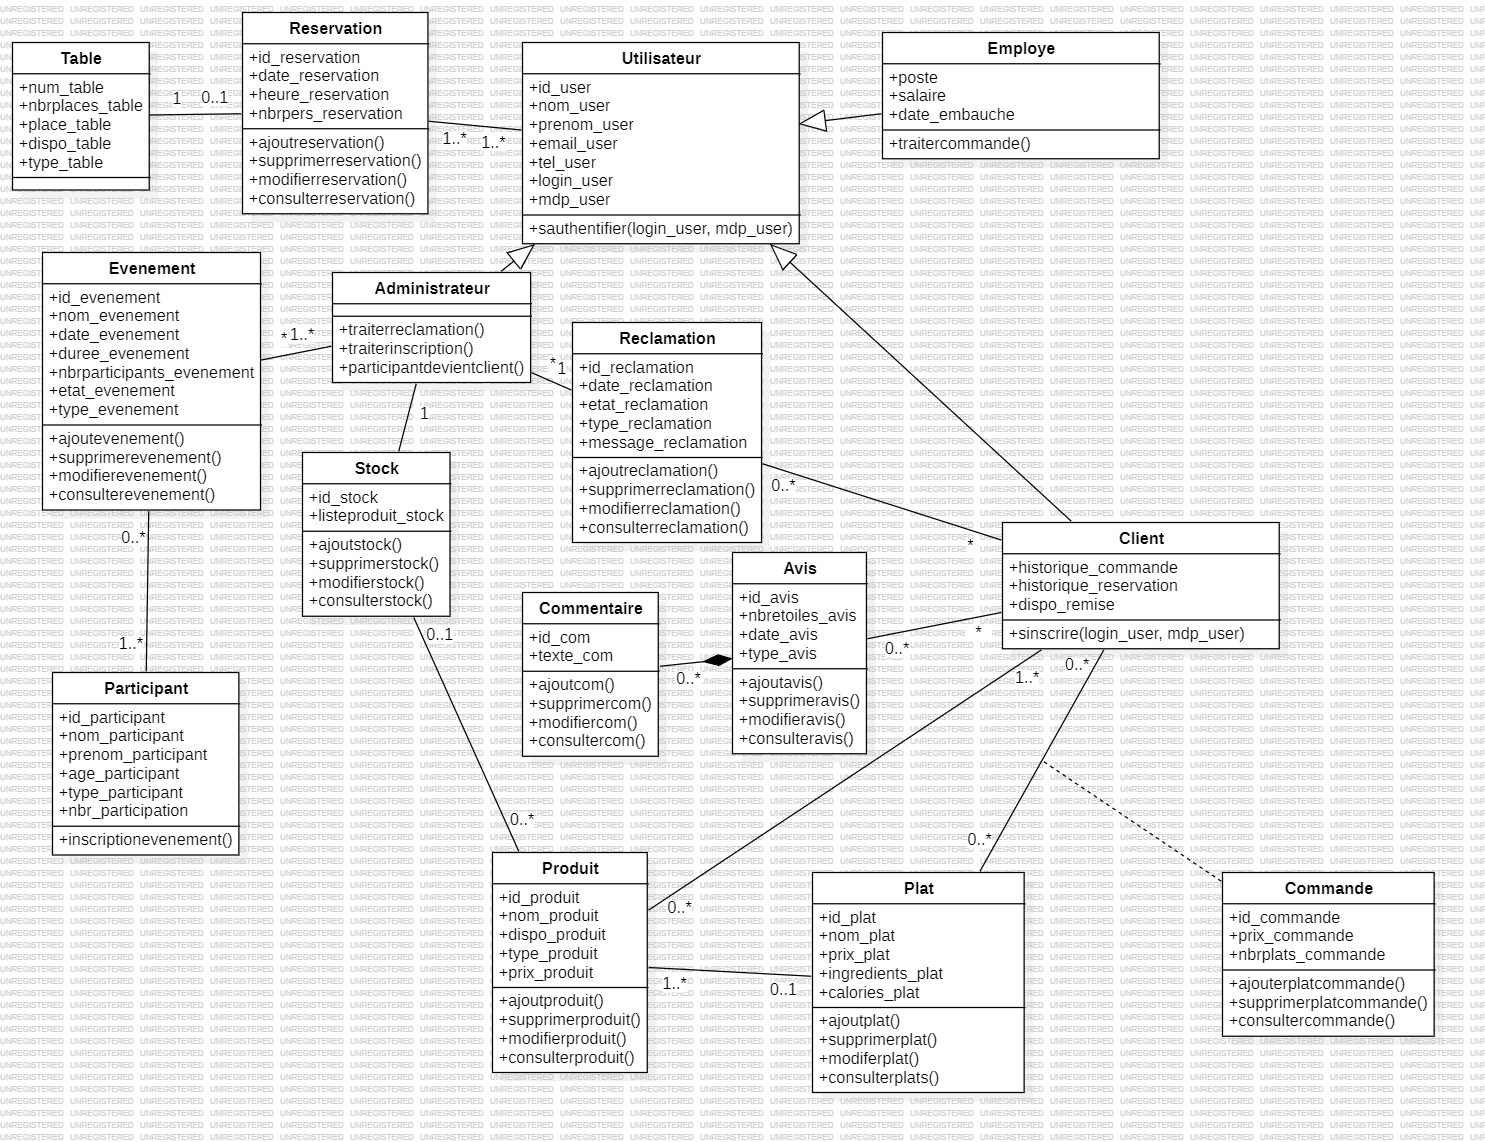 Table
+num_table
+nbrplaces_table
+place_table
+dispo_table
+type_table
1
0..1
Reservation
+id_reservation
+date_reservation
+heure_reservation
+nbrpers_reservation
+ajoutreservation()
+supprimerreservation()
+modifierreservation()
+consulterreservation()
1..*
1..*
Utilisateur
+id_user
+nom_user
+prenom_user
+email_user
+tel_user
+login_user
+mdp_user
+sauthentifier(login_user, mdp_user)
Employe
+poste
+salaire
+date_embauche
+traitercommande()
Evenement
+id_evenement
+nom_evenement
+date_evenement
+duree_evenement
+nbrparticipants_evenement
+etat_evenement
+type_evenement
+ajoutevenement()
+supprimerevenement()
+modifierevenement()
+consulterevenement()
*
1..*
Administrateur
+traiterreclamation()
+traiterinscription()
+participantdevientclient()
*
1
1
Reclamation
+id_reclamation
+date_reclamation
+etat_reclamation
+type_reclamation
+message_reclamation
+ajoutreclamation()
+supprimerreclamation()
+modifierreclamation()
+consulterreclamation()
0..*
*
Stock
+id_stock
+listeproduit_stock
+ajoutstock()
+supprimerstock()
+modifierstock()
+consulterstock()
0..1
0..*
Client
+historique_commande
+historique_reservation
+dispo_remise
+sinscrire(login_user, mdp_user)
Avis
+id_avis
+nbretoiles_avis
+date_avis
+type_avis
+ajoutavis()
+supprimeravis()
+modifieravis()
+consulteravis()
0..*
*
Commentaire
+id_com
+texte_com
+ajoutcom()
+supprimercom()
+modifiercom()
+consultercom()
0..*
0..*
1..*
Participant
+id_participant
+nom_participant
+prenom_participant
+age_participant
+type_participant
+nbr_participation
+inscriptionevenement()
1..*
0..*
0..*
0..*
Produit
+id_produit
+nom_produit
+dispo_produit
+type_produit
+prix_produit
+ajoutproduit()
+supprimerproduit()
+modifierproduit()
+consulterproduit()
1..*
0..1
Plat
+id_plat
+nom_plat
+prix_plat
+ingredients_plat
+calories_plat
+ajoutplat()
+supprimerplat()
+modiferplat()
+consulterplats()
Commande
+id_commande
+prix_commande
+nbrplats_commande
+ajouterplatcommande()
+supprimerplatcommande()
+consultercommande()
UNREGISTERED